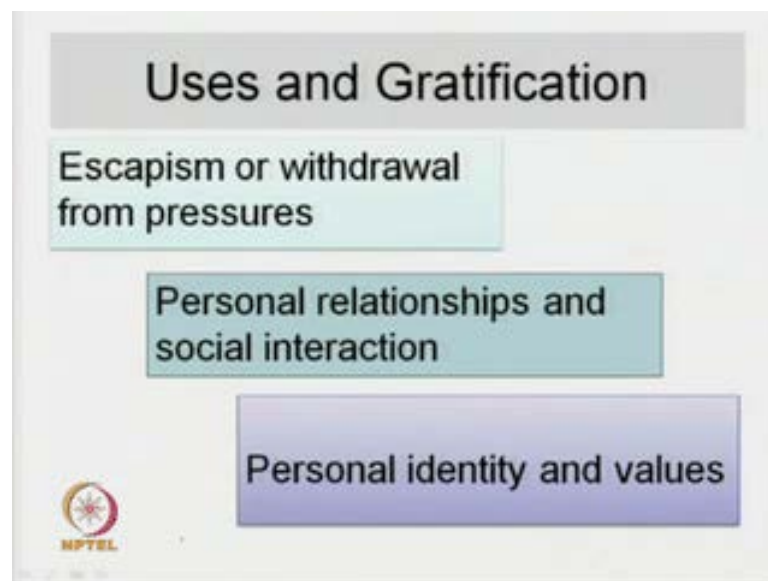 Uses and Gratification
Escapism or withdrawal
from pressures
Personal relationships and
social interaction
Personal identity and values
NPTEL